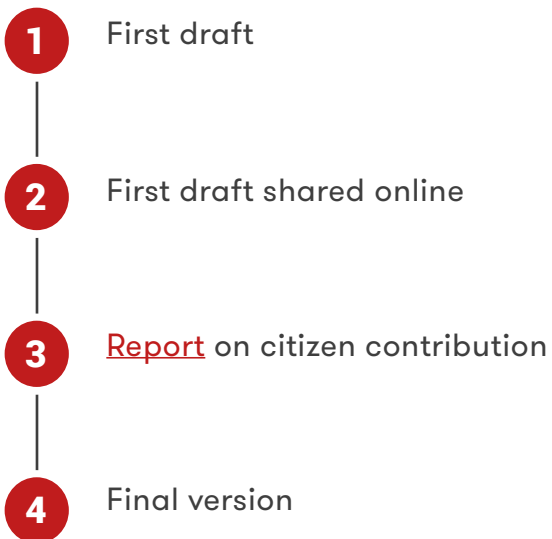 1 First draft
2 First draft shared online
3 Report on citizen contribution
4 Final version